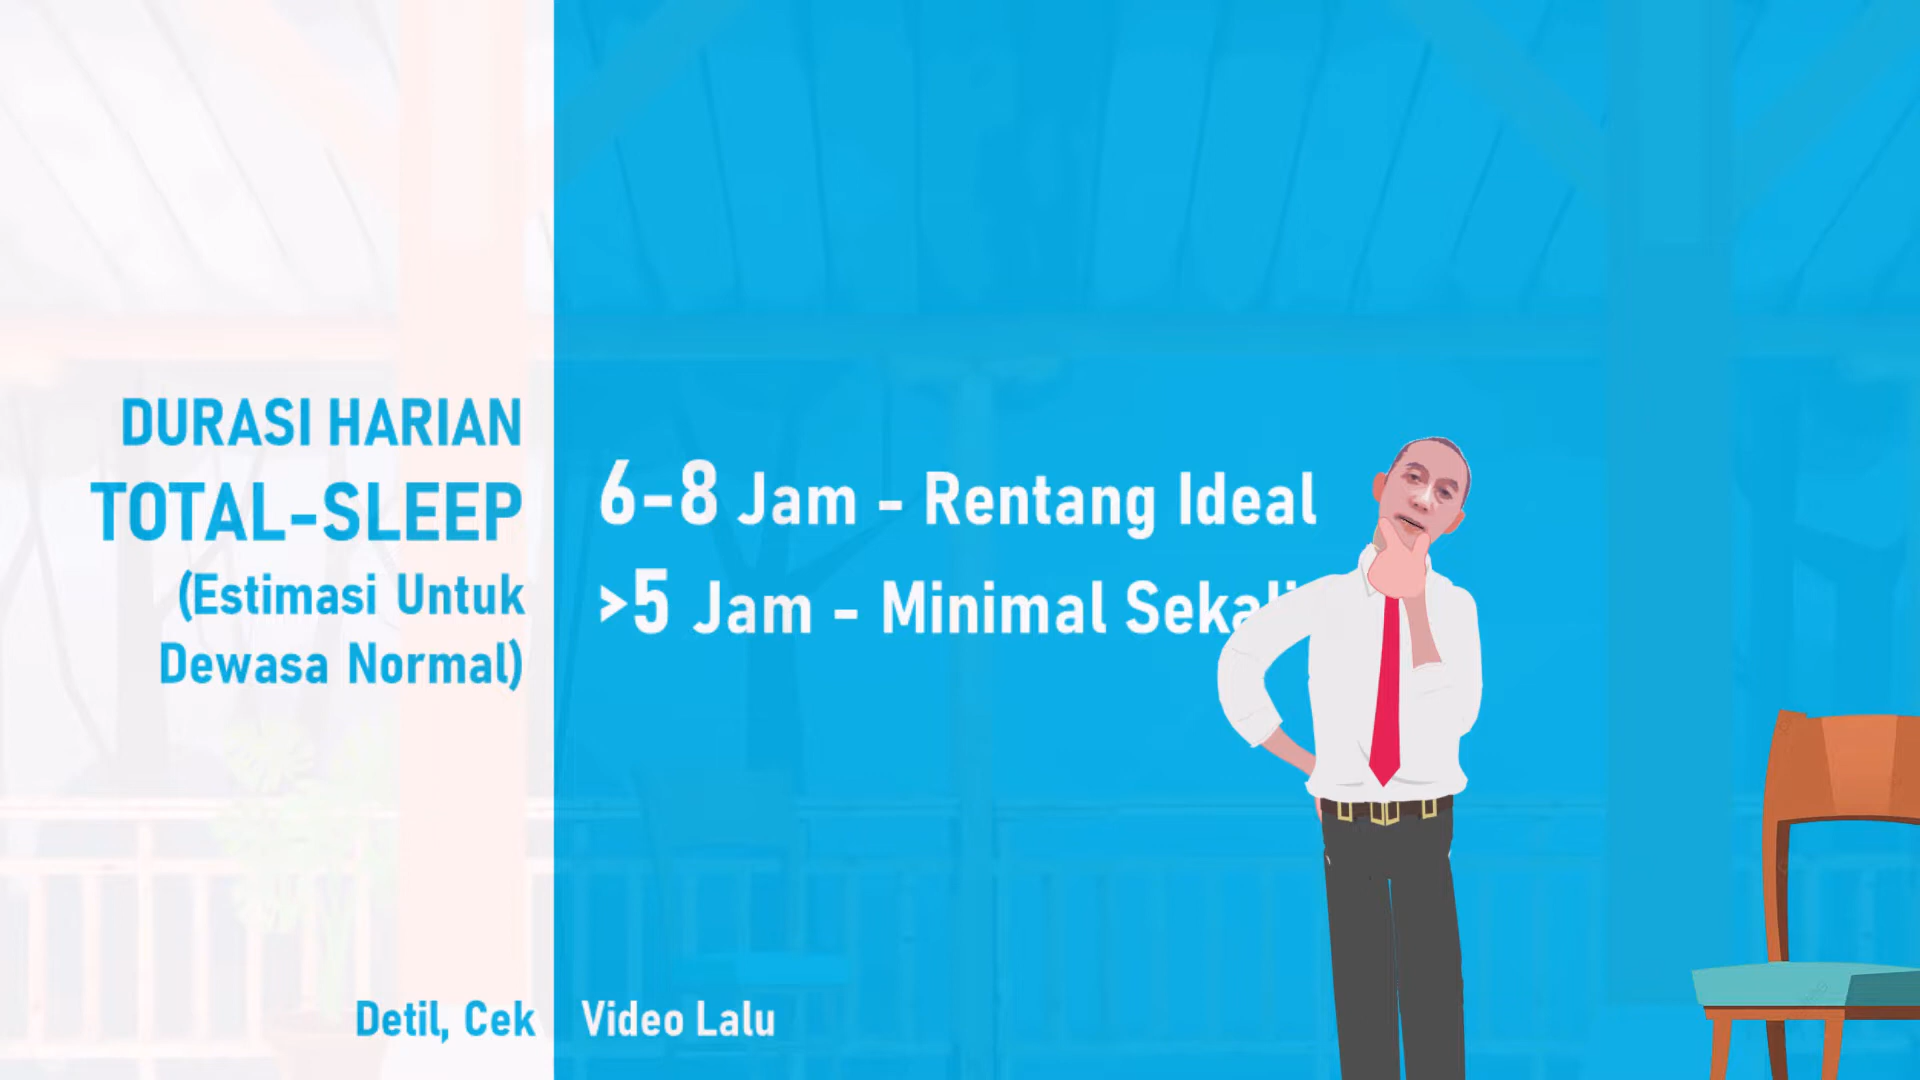 DURASI HARIAN
TOTAL-SLEEP
(Estimasi Untuk
Dewasa Normal)
6-8 Jam - Rentang Ideal
>5 Jam - Minimal Sekali
Detil, Cek Video Lalu